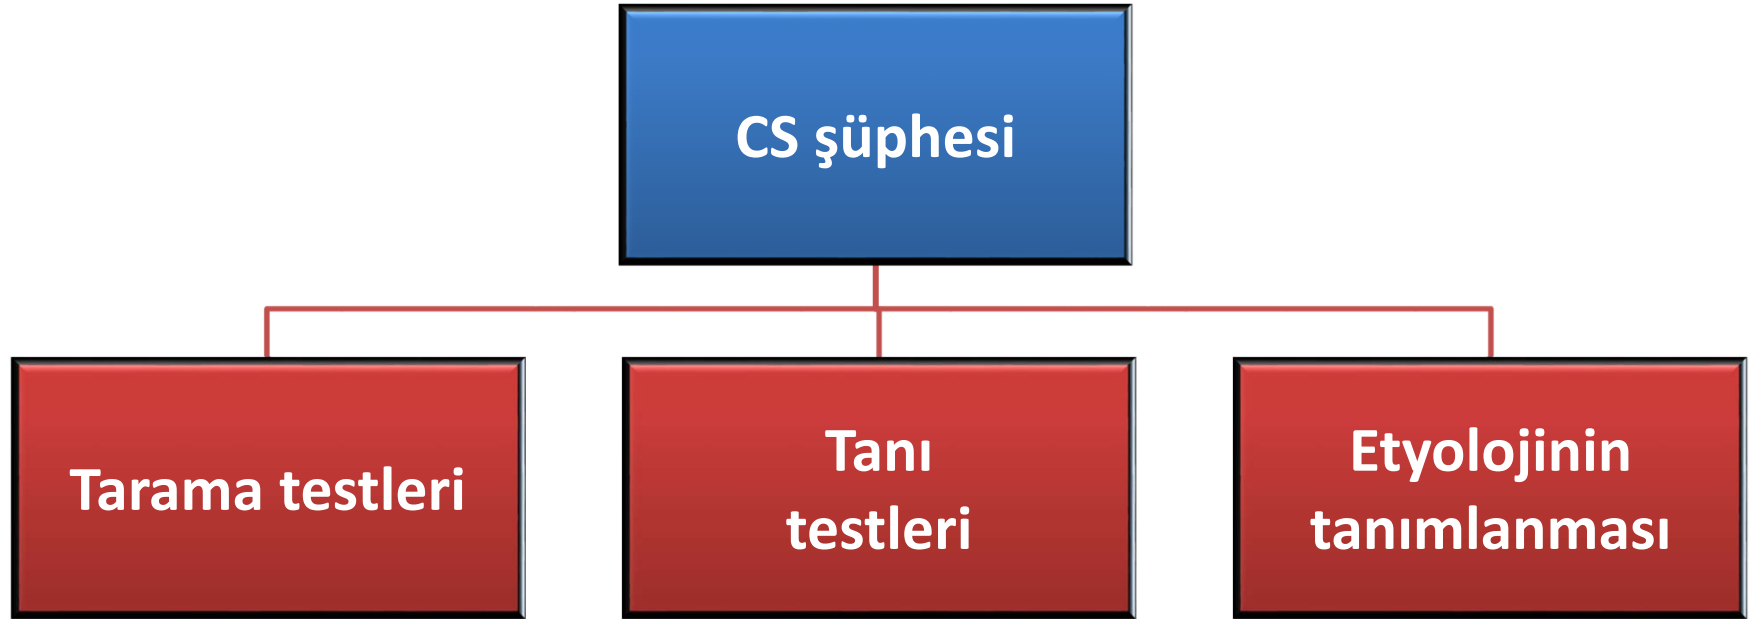 CS şüphesi
Tarama testleri
Tanı
testleri
Etyolojinin
tanımlanması